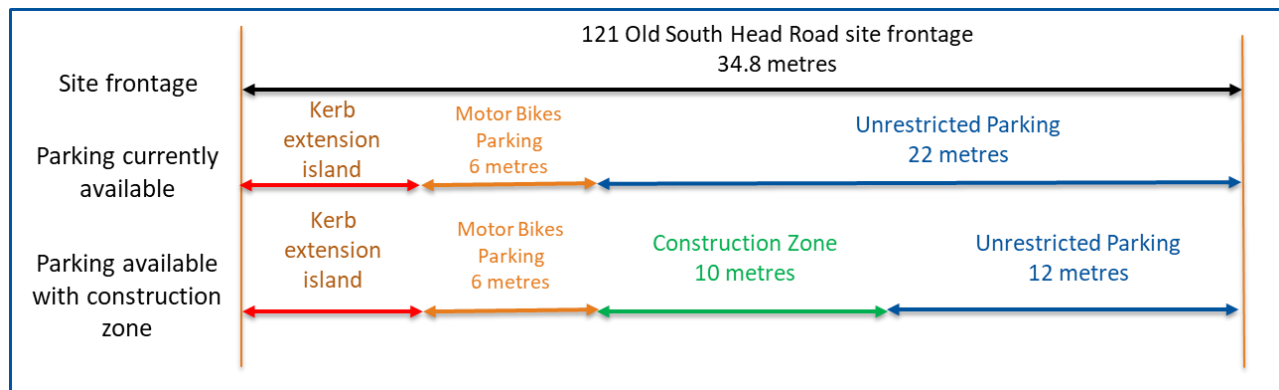 121 Old South Head Road site frontage
34.8 metres
Site frontage
Kerb
extension
island
Motor Bikes
Parking
6 metres
Unrestricted Parking
22 metres
Parking currently
available
Kerb
extension
island
Motor Bikes
Parking
6 metres
Construction Zone
10 metres
Unrestricted Parking
12 metres
Parking available
with construction
zone